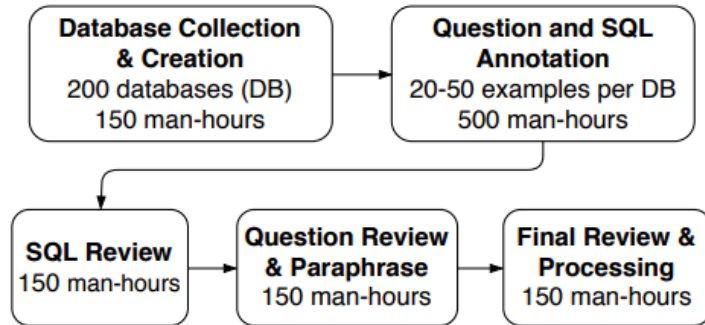 Database Collection
& Creation
200 databases (DB)
150 man-hours
Question and SQL
Annotation
20-50 examples per DB
500 man-hours
SQL Review
150 man-hours
Question Review
& Paraphrase
150 man-hours
Final Review &
Processing
150 man-hours